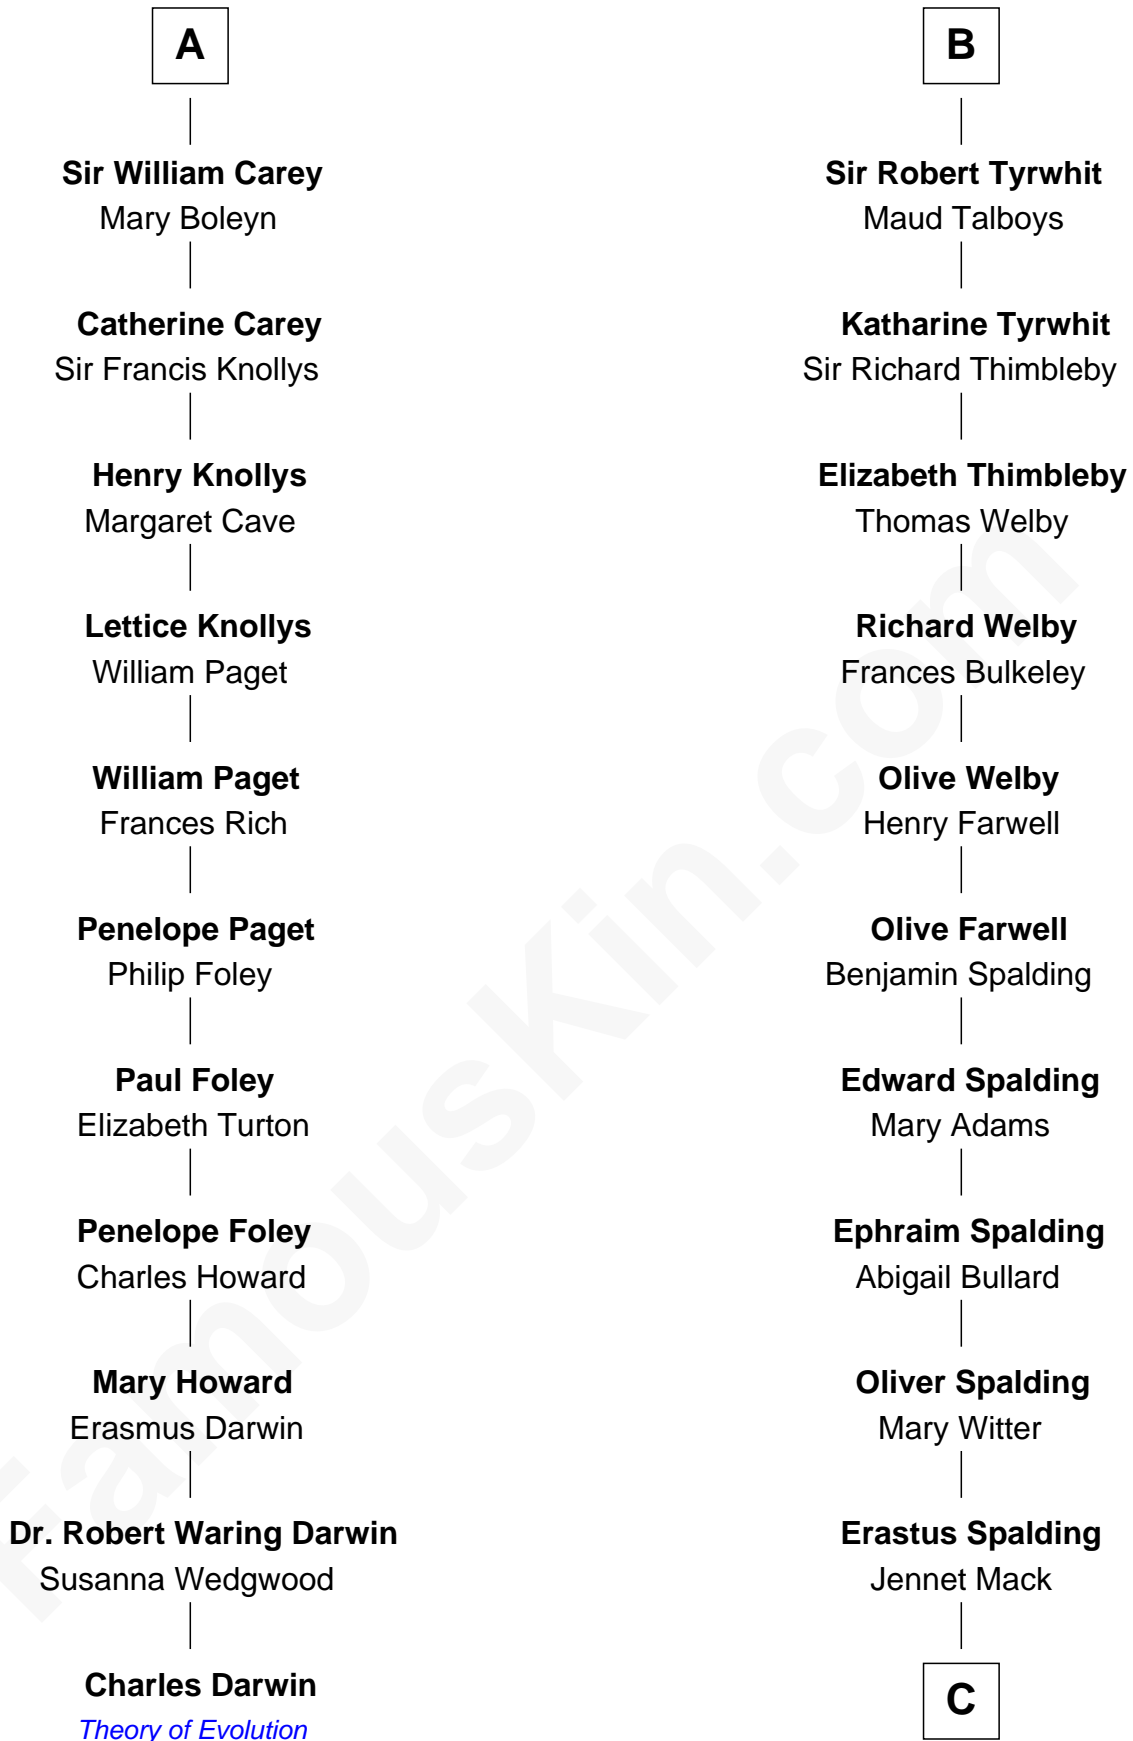 A
Sir William Carey
Mary Boleyn
Catherine Carey
Sir Francis Knollys
Henry Knollys
Margaret Cave
Lettice Knollys
William Paget
William Paget
Frances Rich
Penelope Paget
Philip Foley
Paul Foley
Elizabeth Turton
Penelope Foley
Charles Howard
Mary Howard
Erasmus Darwin
Dr. Robert Waring Darwin
Susanna Wedgwood
Charles Darwin
Theory of Evolution
B
Sir Robert Tyrwhit
Maud Talboys
Katharine Tyrwhit
Sir Richard Thimbleby
Elizabeth Thimbleby
Thomas Welby
Richard Welby
Frances Bulkeley
Olive Welby
Henry Farwell
Olive Farwell
Benjamin Spalding
Edward Spalding
Mary Adams
Ephraim Spalding
Abigail Bullard
Oliver Spalding
Mary Witter
Erastus Spalding
Jennet Mack
C
FamousKin.com